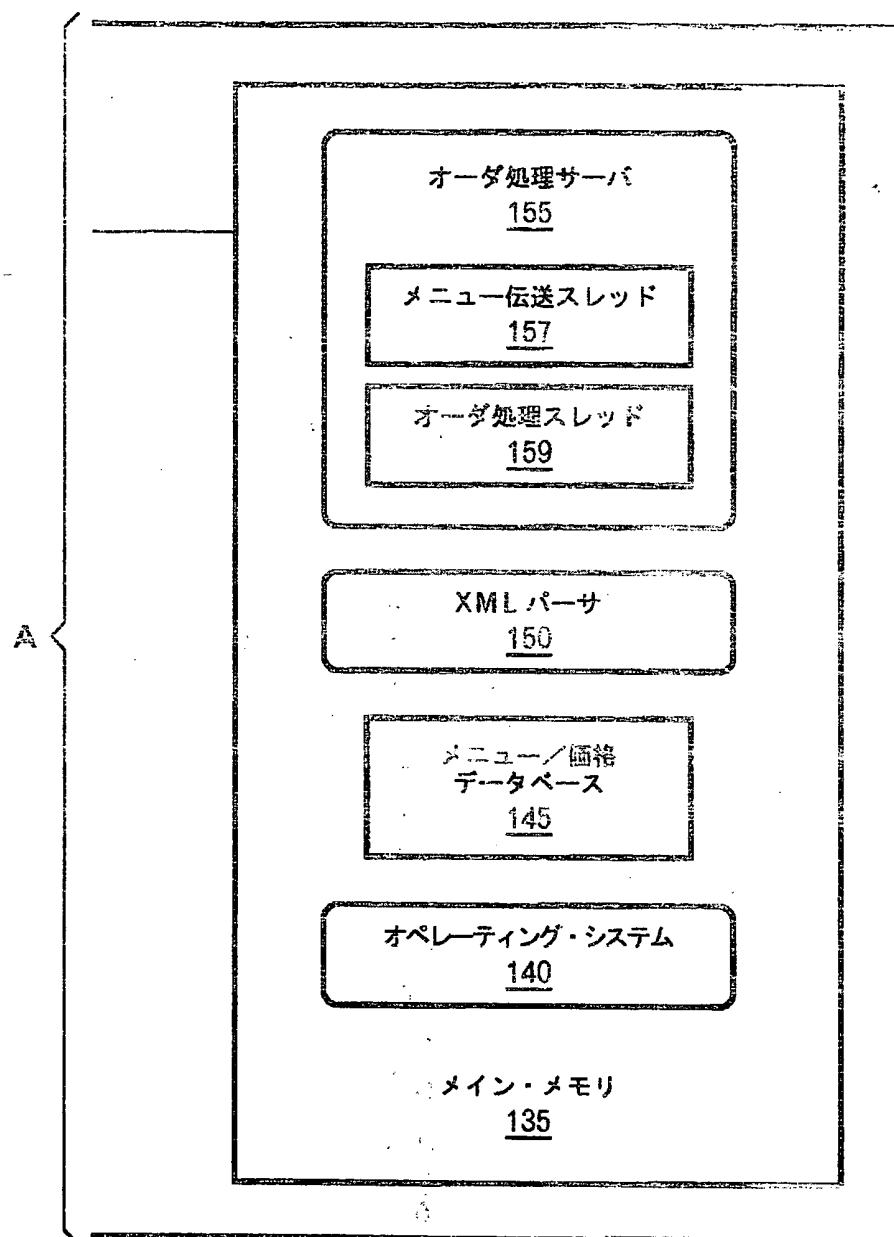 オーダ処理サーバ
155
メニュー伝送スレッド
157
オーダ処理スレッド
159
XMLパーサ
150
A
メニュー／価格
データベース
145
オペレーティング・システム
140
メイン・メモリ
135